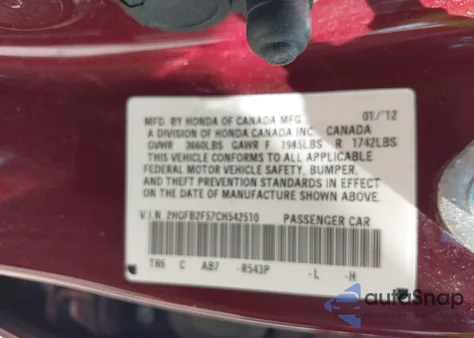 MFD. BY HONDA OF CANADA MFG. 01/'12
A DIVISION OF HONDA CANADA INC. CANADA
GVWR 3660LBS GAWR F 1985LBS R 1742LBS
THIS VEHICLE CONFORMS TO ALL APPLICABLE
FEDERAL MOTOR VEHICLE SAFETY, BUMPER,
AND THEFT PREVENTION STANDARDS IN EFFECT
ON THE DATE OF MANUFACTURE SHOWN ABOVE.
V.I.N. 2HGFB2F57CH542510 PASSENGER CAR
TR6 C AB7 -R543P -L -H
autoSnap